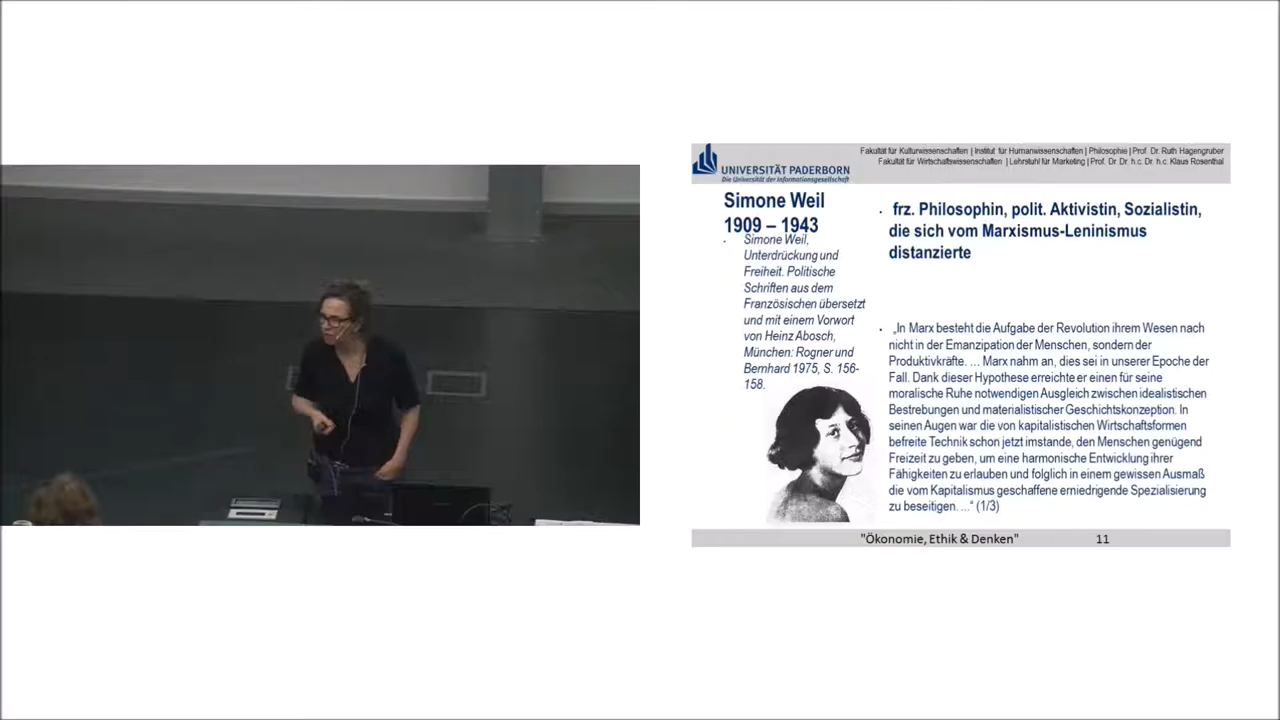 Fakultät für Kulturwissenschaften | Institut für Humanwissenschaften | Philosophie | Prof. Dr. Ruth Hagengruber
Fakultät für Wirtschaftswissenschaften | Lehrstuhl für Marketing | Prof. Dr. Dr. h.c. Dr. h.c. Klaus Rosenthal
UNIVERSITÄT PADERBORN
Die Universität der Informationsgesellschaft
Simone Weil
1909 – 1943
Simone Weil,
Unterdrückung und
Freiheit. Politische
Schriften aus dem
Französischen übersetzt
und mit einem Vorwort
von Heinz Abosch,
München: Rogner und
Bernhard 1975, S. 156-
158.
frz. Philosophin, polit. Aktivistin, Sozialistin,
die sich vom Marxismus-Leninismus
distanzierte
„In Marx besteht die Aufgabe der Revolution ihrem Wesen nach
nicht in der Emanzipation der Menschen, sondern der
Produktivkräfte. … Marx nahm an, dies sei in unserer Epoche der
Fall. Dank dieser Hypothese erreichte er einen für seine
moralische Ruhe notwendigen Ausgleich zwischen idealistischen
Bestrebungen und materialistischer Geschichtskonzeption. In
seinen Augen war die von kapitalistischen Wirtschaftsformen
befreite Technik schon jetzt imstande, den Menschen genügend
Freizeit zu geben, um eine harmonische Entwicklung ihrer
Fähigkeiten zu erlauben und folglich in einem gewissen Ausmaß
die vom Kapitalismus geschaffene erniedrigende Spezialisierung
zu beseitigen. …“ (1/3)
"Ökonomie, Ethik & Denken" 11